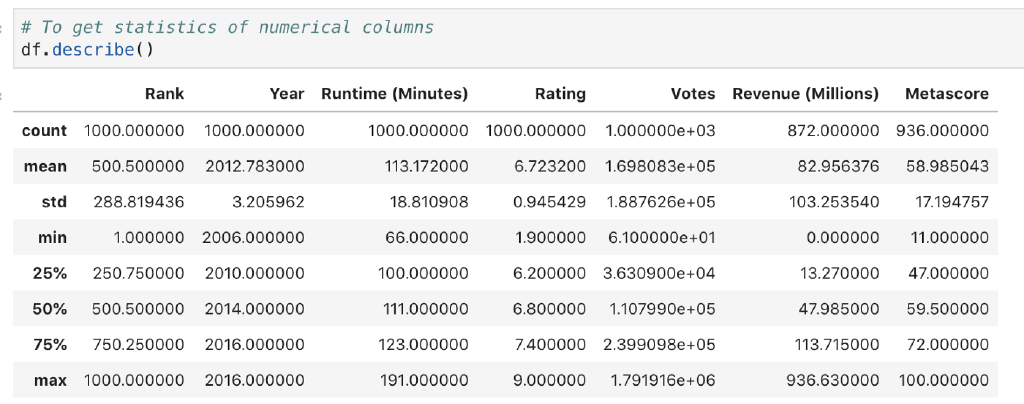 # To get statistics of numerical columns
df.describe()
Rank Year Runtime (Minutes) Rating Votes Revenue (Millions) Metascore
count 1000.000000 1000.000000 1000.000000 1000.000000 1.000000e+03 872.000000 936.000000
mean 500.500000 2012.783000 113.172000 6.723200 1.698083e+05 82.956376 58.985043
std 288.819436 3.205962 18.810908 0.945429 1.887626e+05 103.253540 17.194757
min 1.000000 2006.000000 66.000000 1.900000 6.100000e+01 0.000000 11.000000
25% 250.750000 2010.000000 100.000000 6.200000 3.630900e+04 13.270000 47.000000
50% 500.500000 2014.000000 111.000000 6.800000 1.107990e+05 47.985000 59.500000
75% 750.250000 2016.000000 123.000000 7.400000 2.399098e+05 113.715000 72.000000
max 1000.000000 2016.000000 191.000000 9.000000 1.791916e+06 936.630000 100.000000